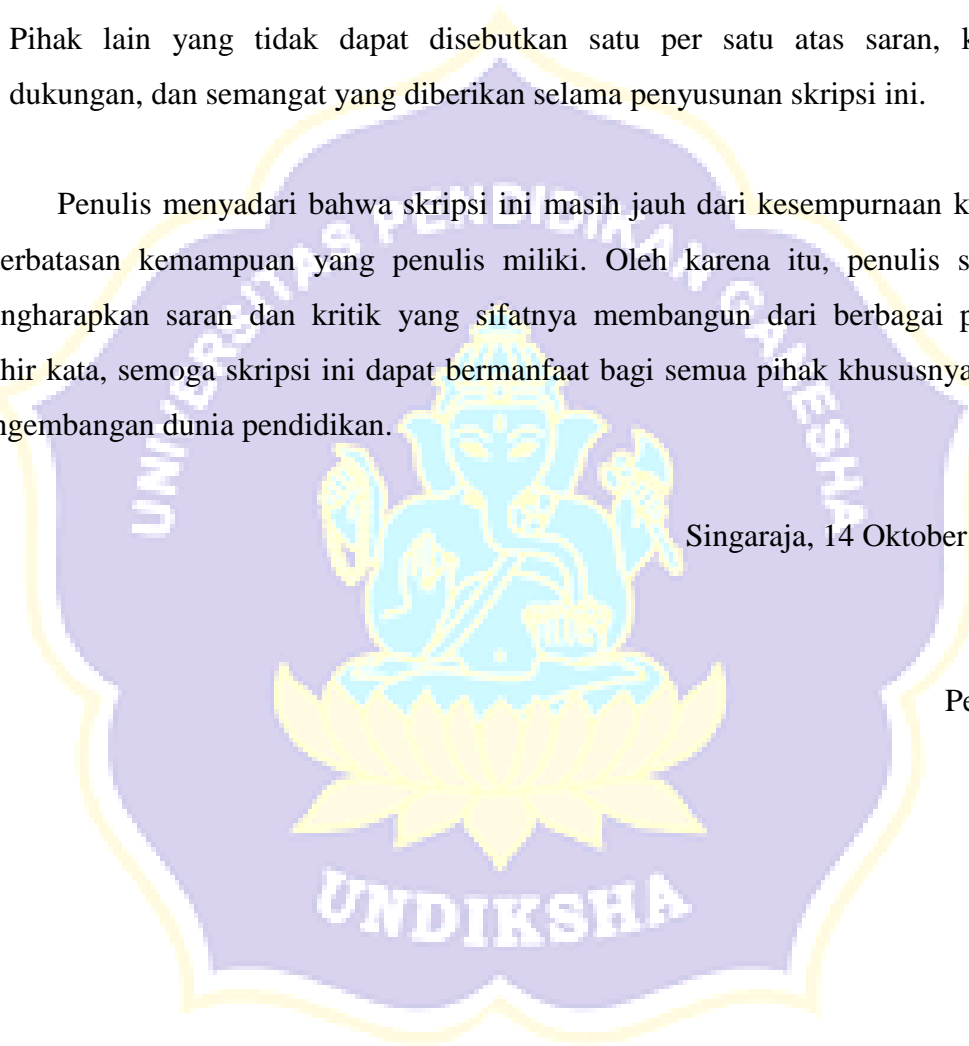 Pihak lain yang tidak dapat disebutkan satu per satu atas saran, k
dukungan, dan semangat yang diberikan selama penyusunan skripsi ini.
Penulis menyadari bahwa skripsi ini masih jauh dari kesempurnaan k
erbatasan kemampuan yang penulis miliki. Oleh karena itu, penulis s
ngharapkan saran dan kritik yang sifatnya membangun dari berbagai p
hir kata, semoga skripsi ini dapat bermanfaat bagi semua pihak khususnya
ngembangan dunia pendidikan.
Singaraja, 14 Oktober
Pe
UNIVERSITAS PENDIDIKAN GANESHA
UNDIKSHA